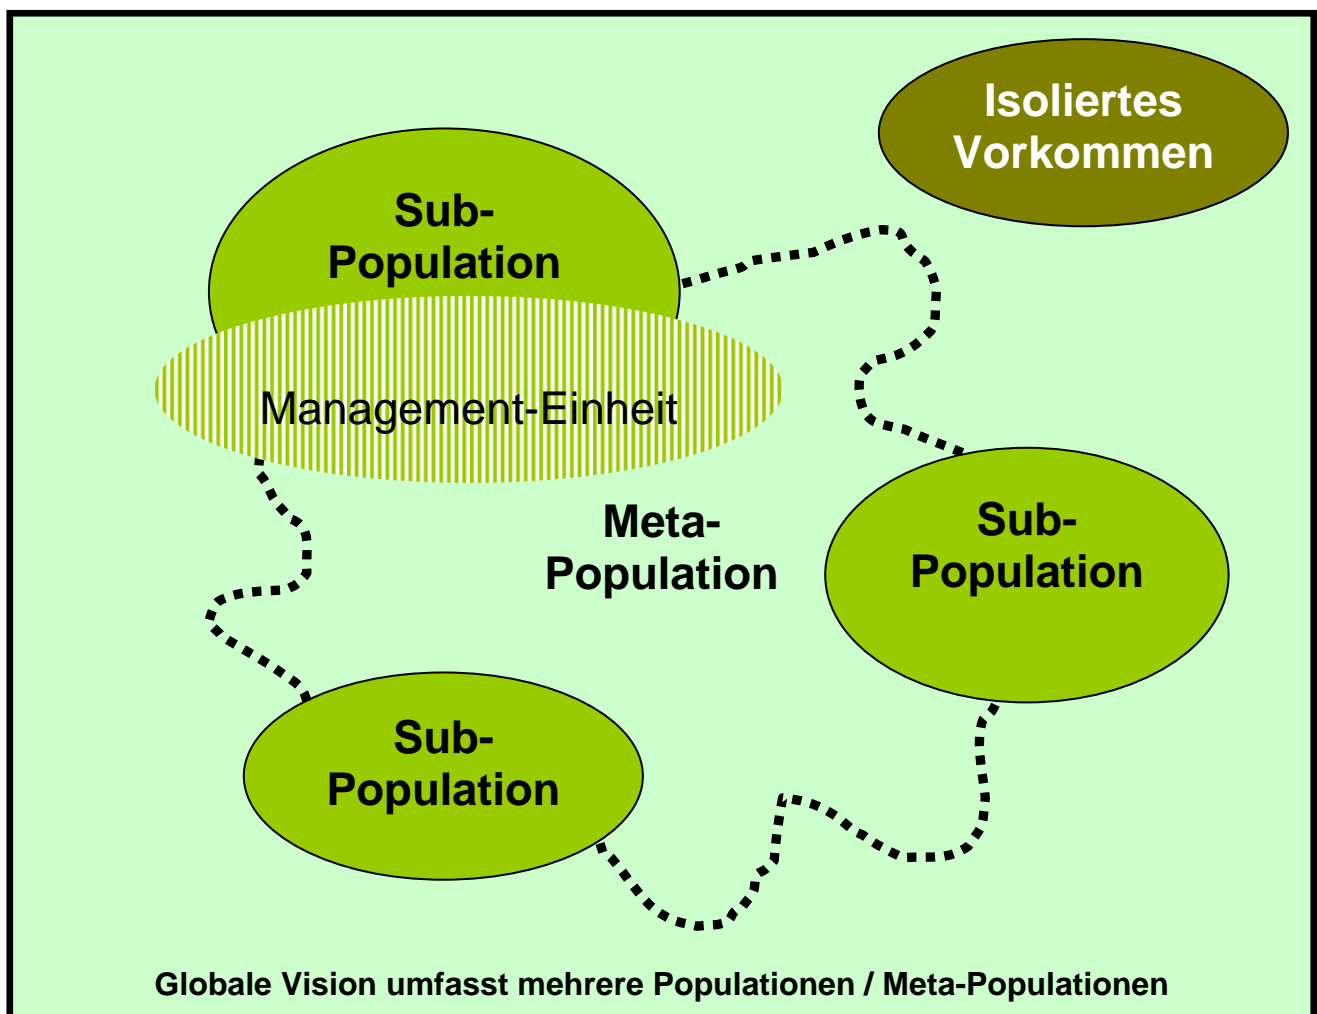 Isoliertes
Vorkommen
Sub-
Population
Management-Einheit
Meta-
Population
Sub-
Population
Sub-
Population
Globale Vision umfasst mehrere Populationen / Meta-Populationen